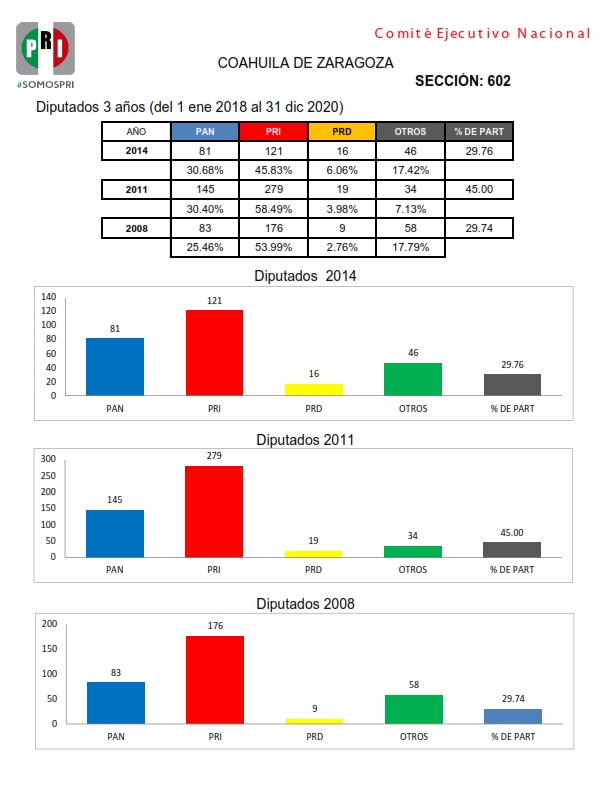 PRI
#SOMOSPRI
Comité Ejecutivo Nacional
COAHUILA DE ZARAGOZA
SECCIÓN: 602
Diputados 3 años (del 1 ene 2018 al 31 dic 2020)
AÑO PAN PRI PRD OTROS % DE PART
2014 81 121 16 46 29.76
30.68% 45.83% 6.06% 17.42%
2011 145 279 19 34 45.00
30.40% 58.49% 3.98% 7.13%
2008 83 176 9 58 29.74
25.46% 53.99% 2.76% 17.79%
Diputados 2014
140
120
100
80
60
40
20
0
81
121
16
46
29.76
PAN PRI PRD OTROS % DE PART
Diputados 2011
300
250
200
150
100
50
0
145
279
19
34
45.00
PAN PRI PRD OTROS % DE PART
Diputados 2008
200
150
100
50
0
83
176
9
58
29.74
PAN PRI PRD OTROS % DE PART